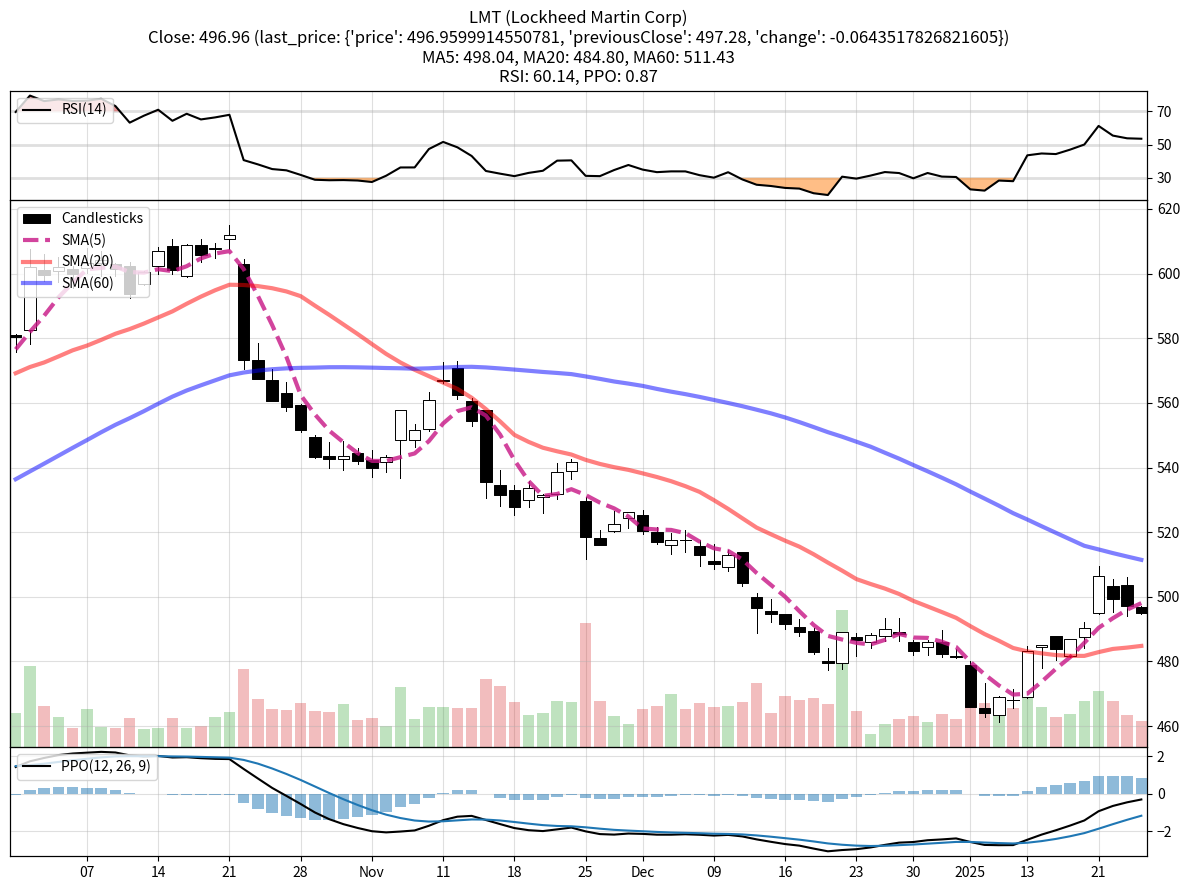 LMT (Lockheed Martin Corp)
Close: 496.96 (last_price: {'price': 496.9599914550781, 'previousClose': 497.28, 'change': -0.0643517826821605})
MA5: 498.04, MA20: 484.80, MA60: 511.43
RSI: 60.14, PPO: 0.87
RSI(14)
70
50
30
Candlesticks
SMA(5)
SMA(20)
SMA(60)
620
600
580
560
540
520
500
480
460
PPO(12, 26, 9)
2
0
−2
07 14 21 28 Nov 11 18 25 Dec 09 16 23 30 2025 13 21